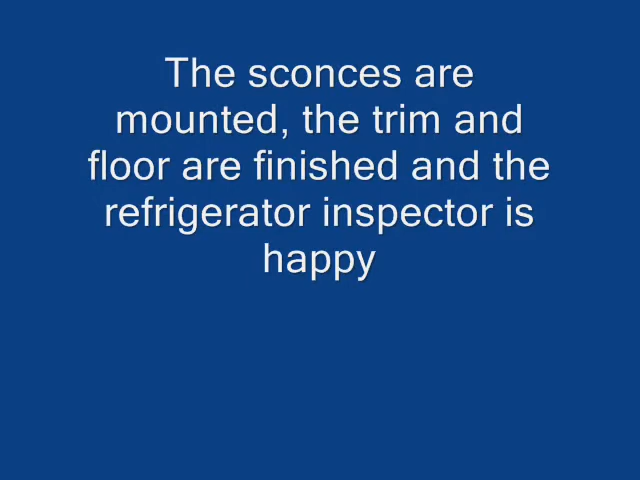 The sconces are
mounted, the trim and
floor are finished and the
refrigerator inspector is
happy